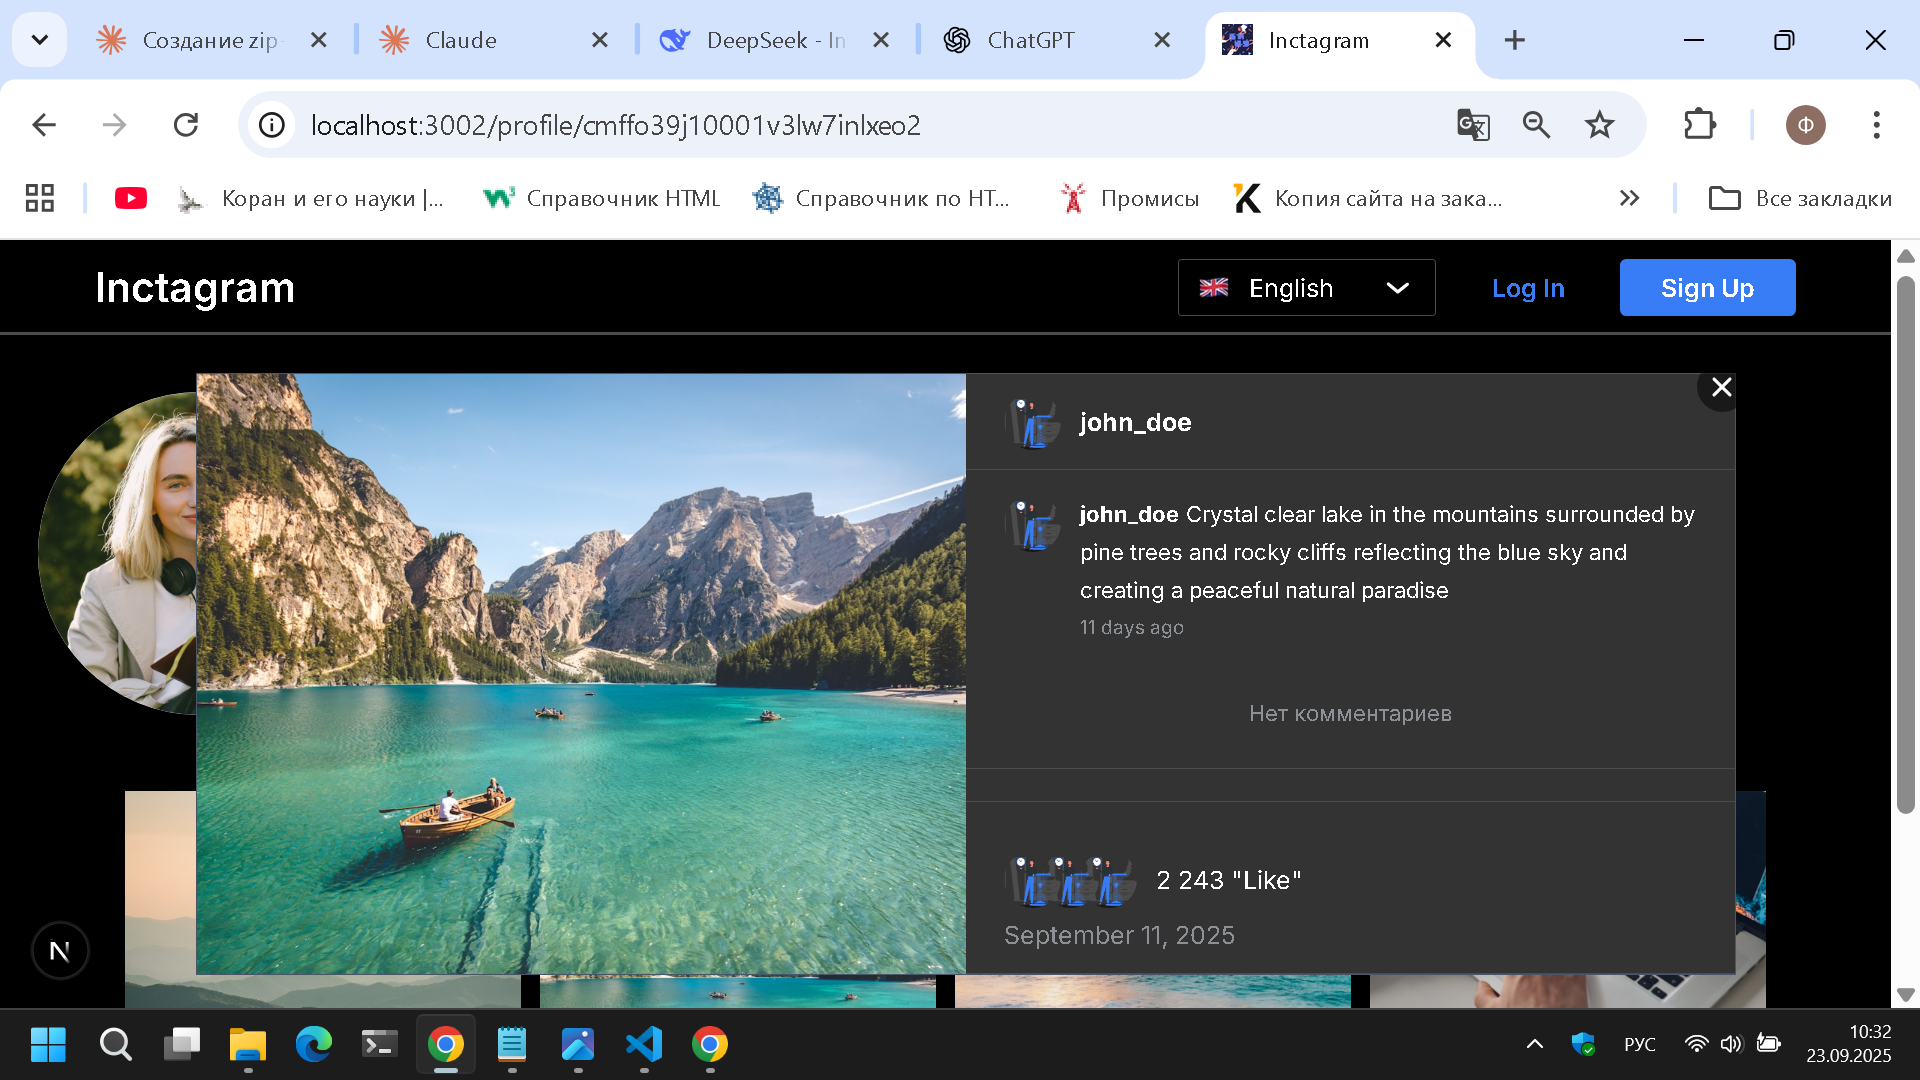 Создание zip-
Claude
DeepSeek - In
ChatGPT
Inctagram
localhost:3002/profile/cmffo39j10001v3lw7inlxeo2
Ф
Коран и его науки |...
Справочник HTML
Справочник по HT...
Промисы
Копия сайта на зака...
Все закладки
Inctagram
English
Log In
Sign Up
john_doe
john_doe Crystal clear lake in the mountains surrounded by
pine trees and rocky cliffs reflecting the blue sky and
creating a peaceful natural paradise
11 days ago
Нет комментариев
2 243 "Like"
September 11, 2025
N
РУС
10:32
23.09.2025